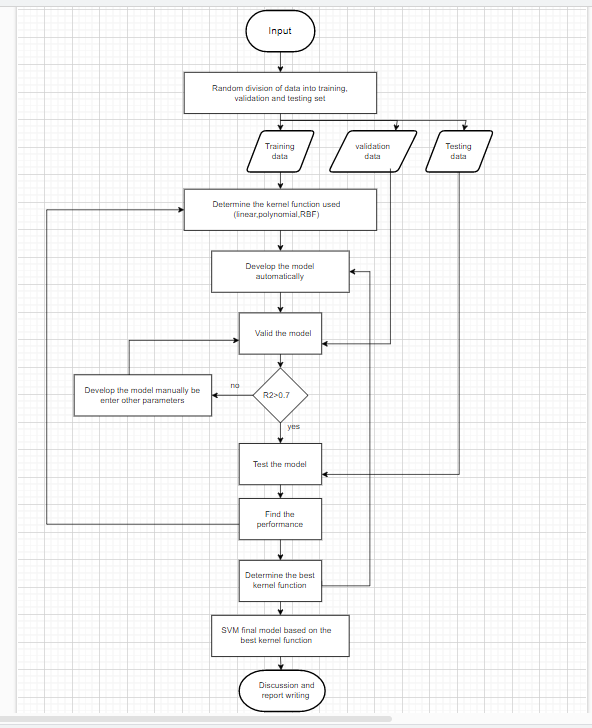 Input
Random division of data into training,
validation and testing set
Training
data
validation
data
Testing
data
Determine the kernel function used
(linear,polynomial,RBF)
Develop the model
automatically
Valid the model
no
R2>0.7
Develop the model manually be
enter other parameters
yes
Test the model
Find the
performance
Determine the best
kernel function
SVM final model based on the
best kernel function
Discussion and
report writing